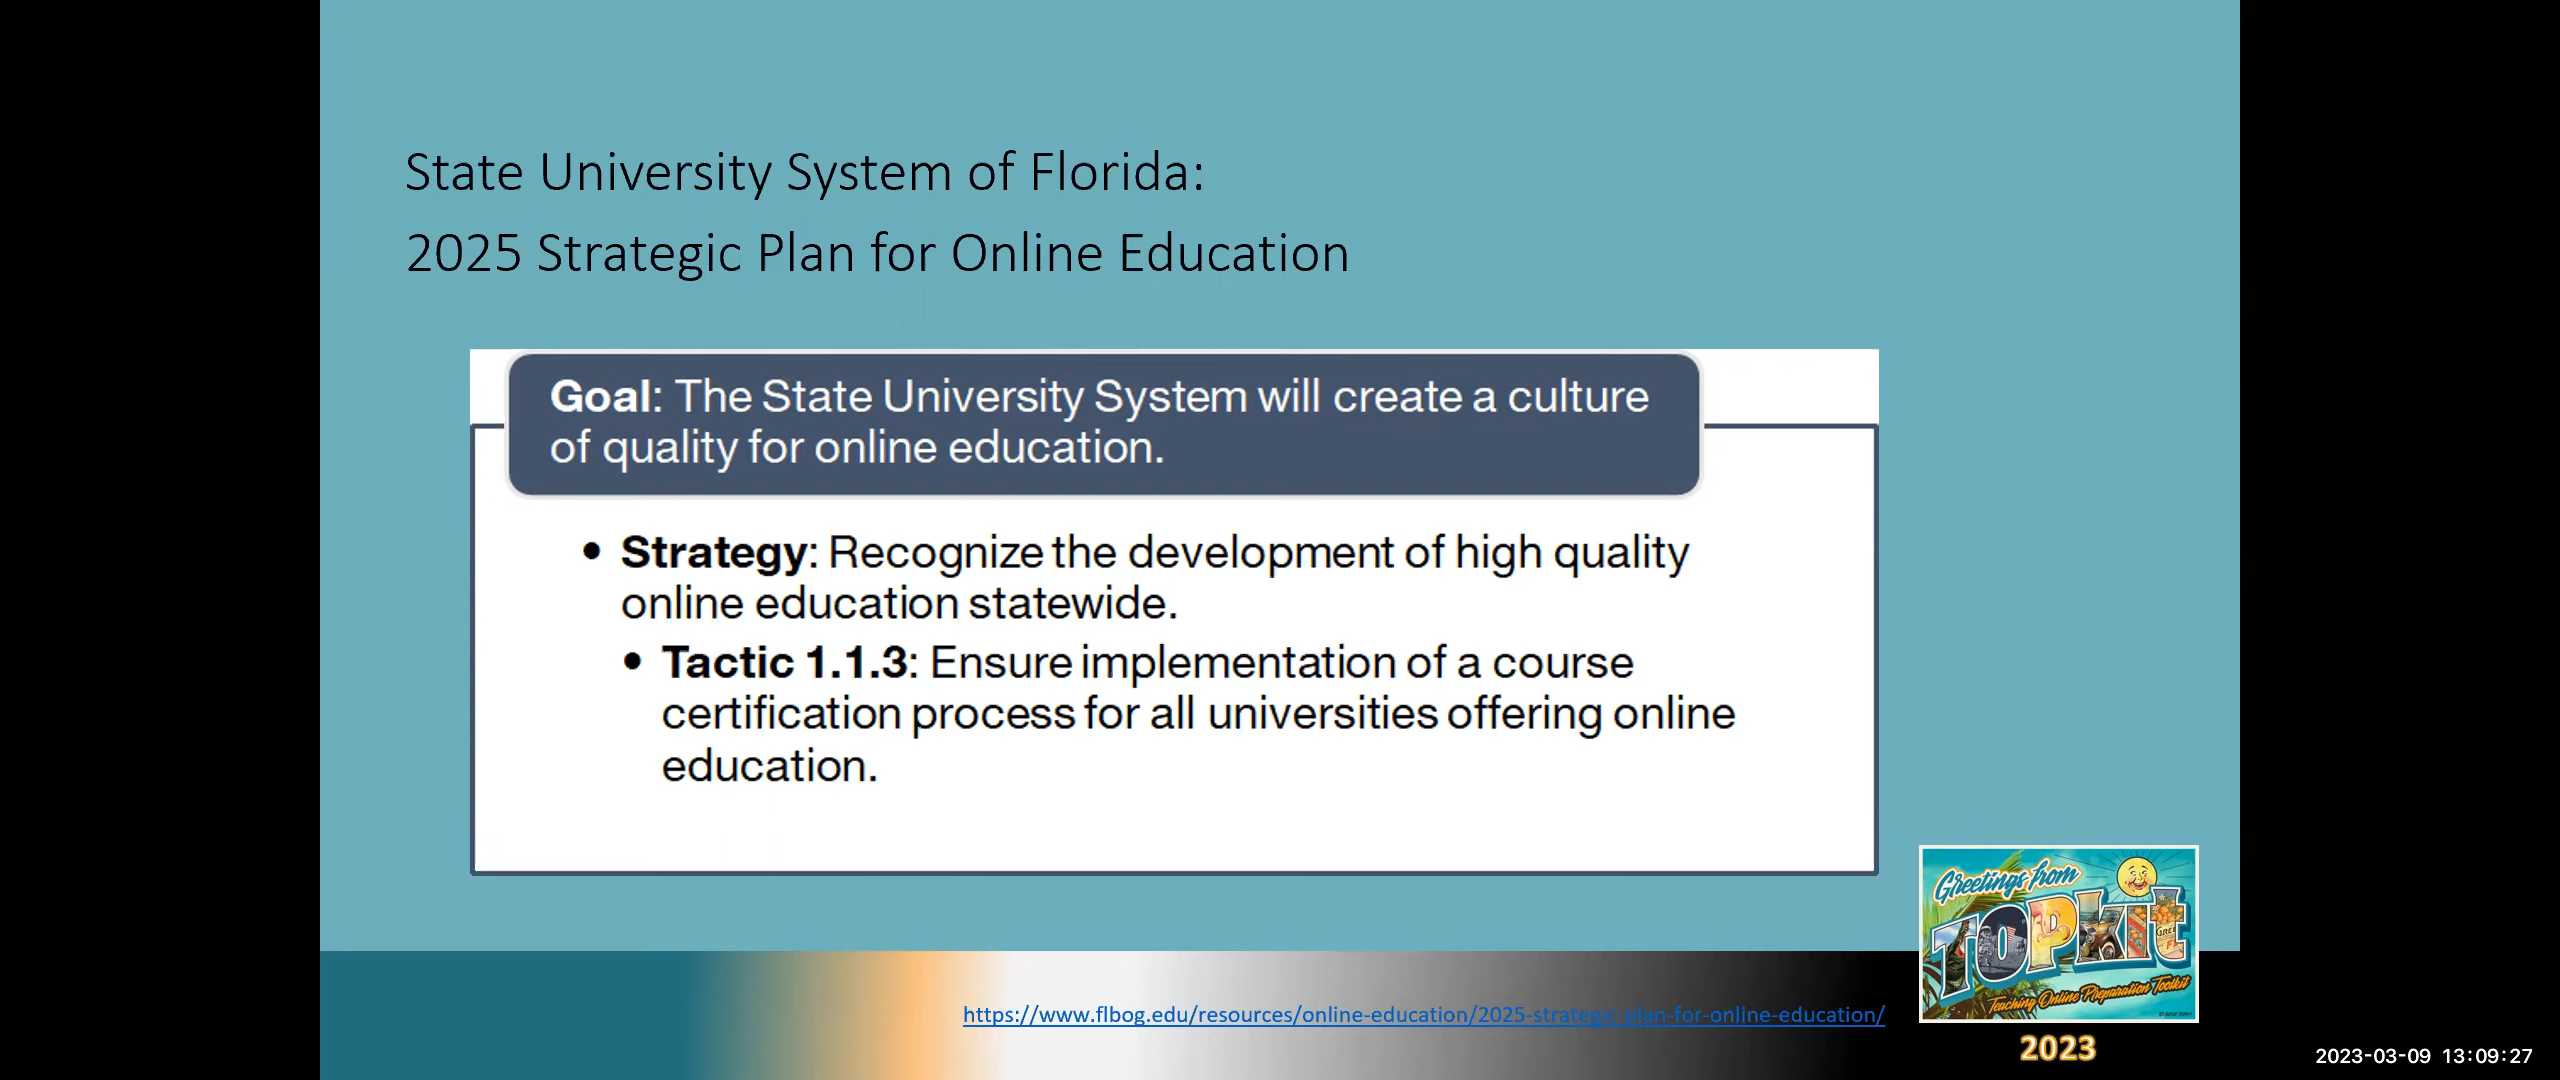 State University System of Florida:
2025 Strategic Plan for Online Education
Goal: The State University System will create a culture
of quality for online education.
• Strategy: Recognize the development of high quality
online education statewide.
• Tactic 1.1.3: Ensure implementation of a course
certification process for all universities offering online
education.
https://www.flbog.edu/resources/online-education/2025-strategic-plan-for-online-education/
Greetings from
TOPkit
Teaching Online Preparation Toolkit
2023
2023-03-09 13:09:27